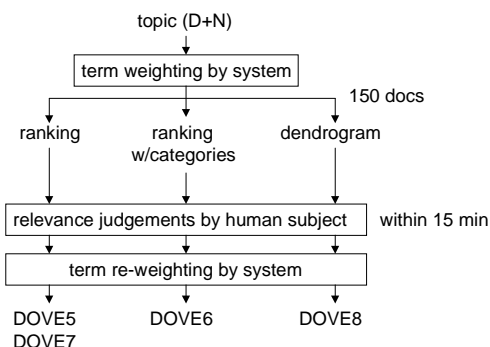 topic (D+N)
term weighting by system
150 docs
ranking
ranking
w/categories
dendrogram
relevance judgements by human subject
within 15 min
term re-weighting by system
DOVE5
DOVE7
DOVE6
DOVE8